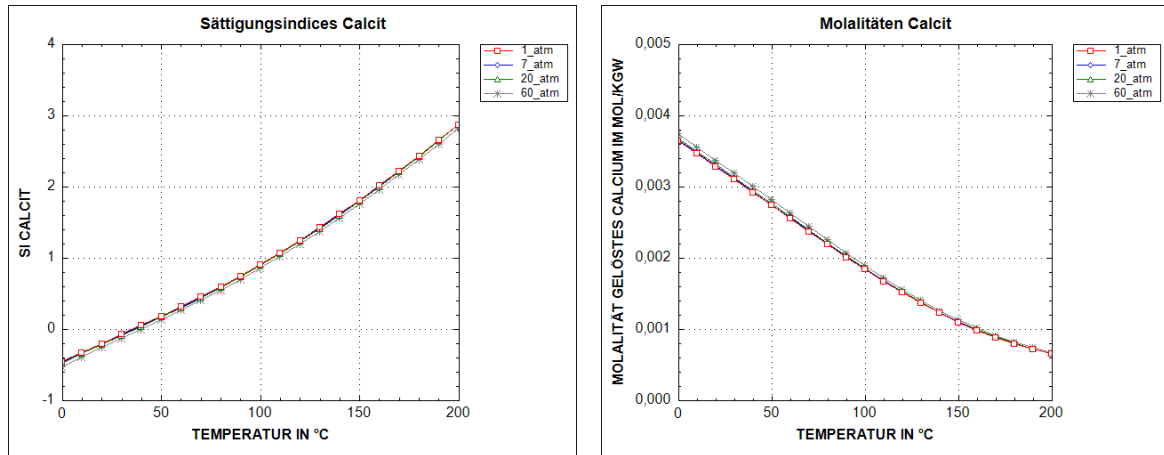 Sättigungsindices Calcit
4
3
2
1
0
-1
SI CALCIT
0
50
100
150
200
TEMPERATUR IN °C
1_atm
7_atm
20_atm
60_atm
Molalitäten Calcit
0,005
0,004
0,003
0,002
0,001
0,000
MOLALITÄT GELÖSTES CALCIUM IM MOL/KGW
0
50
100
150
200
TEMPERATUR IN °C
1_atm
7_atm
20_atm
60_atm